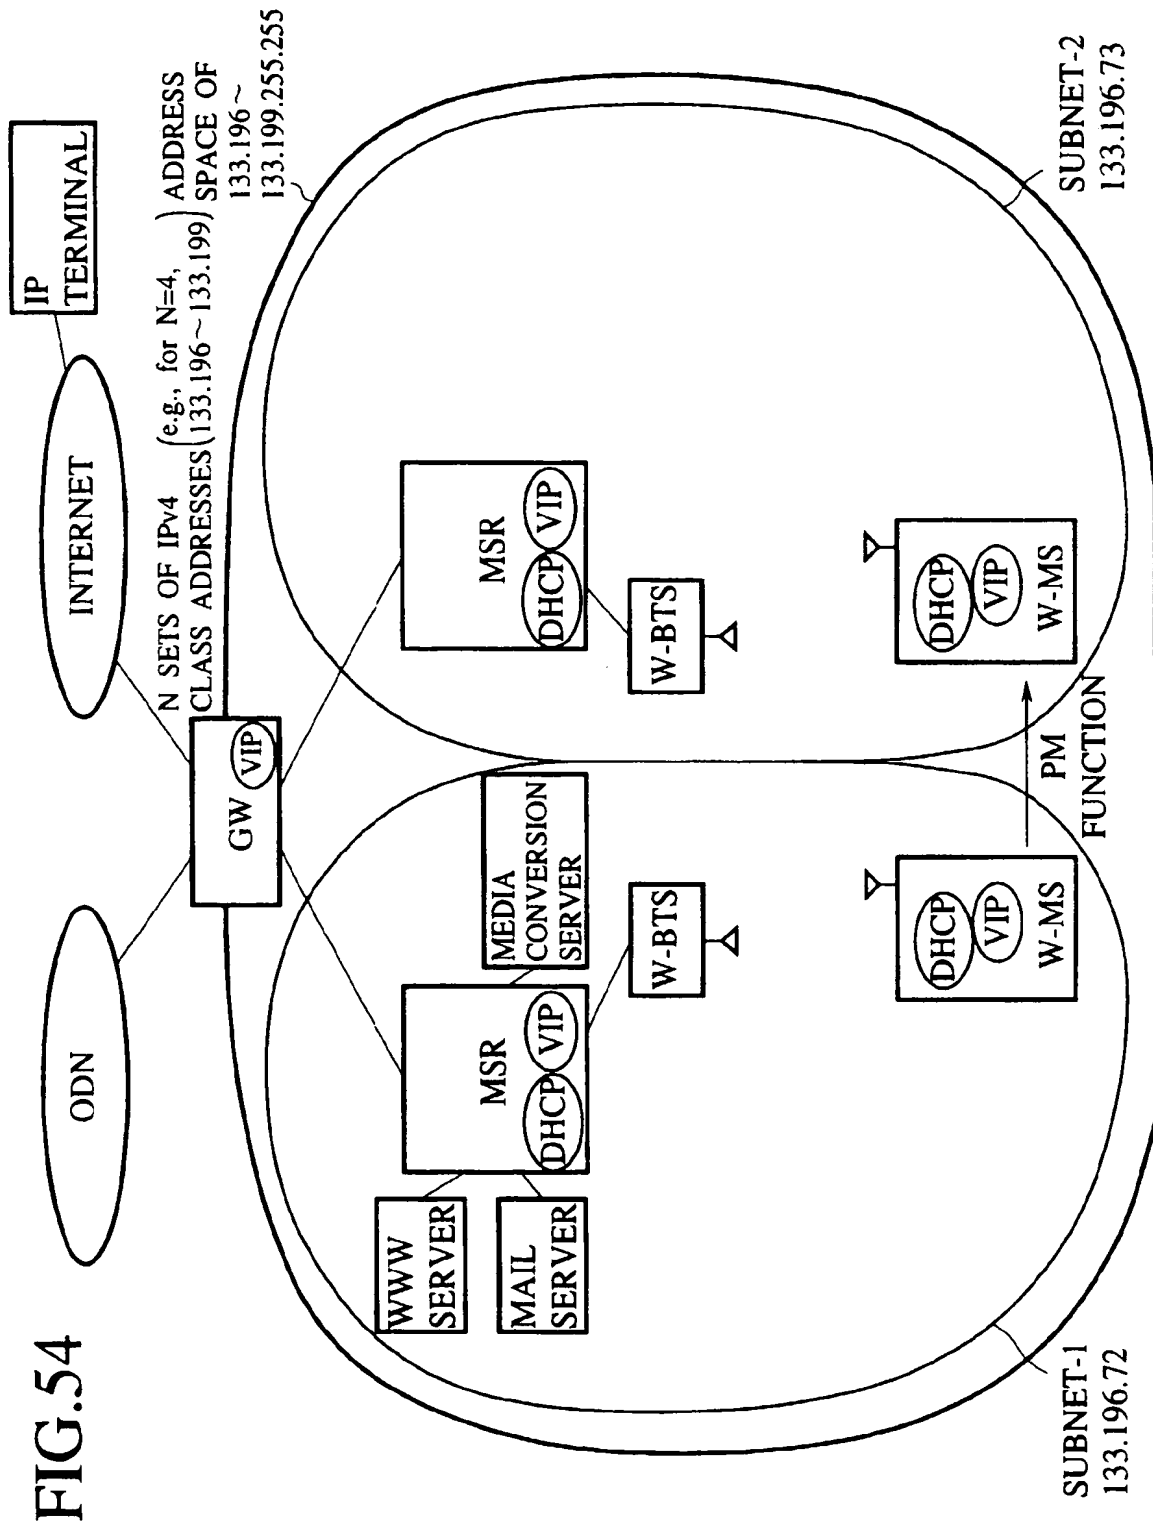 FIG.54
ODN
INTERNET
IP
TERMINAL
GW
VIP
N SETS OF IPv4
CLASS ADDRESSES
(e.g., for N=4,
133.196~133.199)
ADDRESS
SPACE OF
133.196~
133.199.255.255
WWW
SERVER
MAIL
SERVER
MSR
DHCP
VIP
MEDIA
CONVERSION
SERVER
W-BTS
MSR
DHCP
VIP
W-BTS
DHCP
VIP
W-MS
PM
FUNCTION
DHCP
VIP
W-MS
SUBNET-1
133.196.72
SUBNET-2
133.196.73